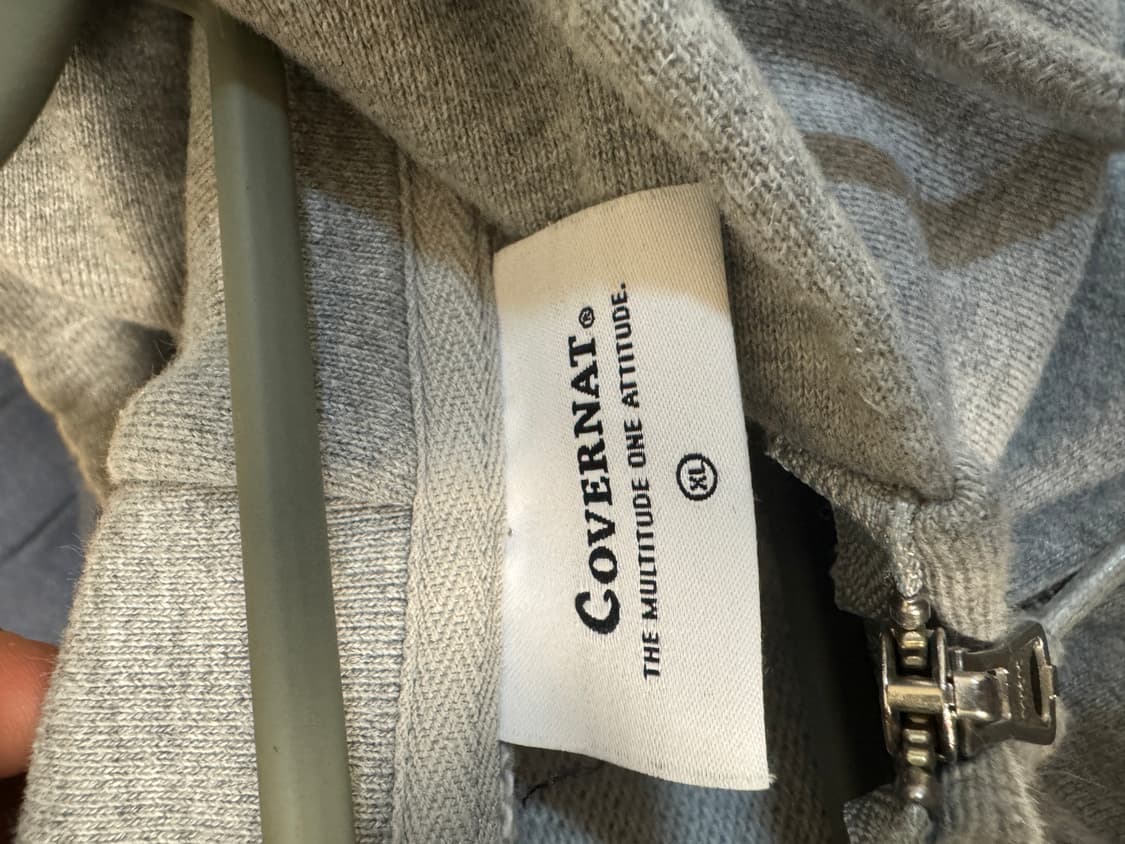 COVERNAT®
THE MULTITUDE ONE ATTITUDE.
XL